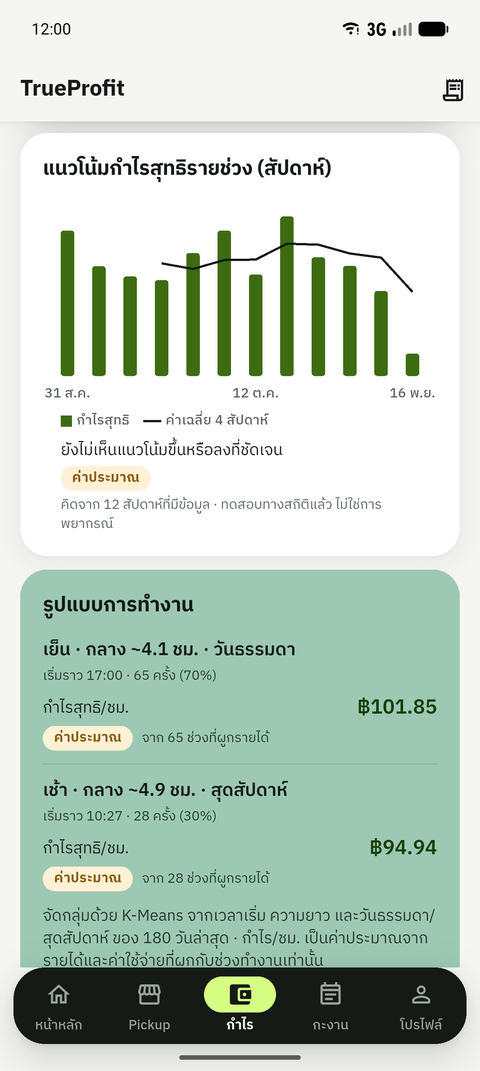 12:00
3G
TrueProfit
แนวโน้มกำไรสุทธิรายช่วง (สัปดาห์)
31 ส.ค.
12 ต.ค.
16 พ.ย.
กำไรสุทธิ
ค่าเฉลี่ย 4 สัปดาห์
ยังไม่เห็นแนวโน้มขึ้นหรือลงที่ชัดเจน
ค่าประมาณ
คิดจาก 12 สัปดาห์ที่มีข้อมูล · ทดสอบทางสถิติแล้ว ไม่ใช่การ
พยากรณ์
รูปแบบการทำงาน
เย็น · กลาง ~4.1 ชม. · วันธรรมดา
เริ่มราว 17:00 · 65 ครั้ง (70%)
กำไรสุทธิ/ชม.
฿101.85
ค่าประมาณ
จาก 65 ช่วงที่ผูกรายได้
เช้า · กลาง ~4.9 ชม. · สุดสัปดาห์
เริ่มราว 10:27 · 28 ครั้ง (30%)
กำไรสุทธิ/ชม.
฿94.94
ค่าประมาณ
จาก 28 ช่วงที่ผูกรายได้
จัดกลุ่มด้วย K-Means จากเวลาเริ่ม ความยาว และวันธรรมดา/
สุดสัปดาห์ ของ 180 วันล่าสุด · กำไร/ชม. เป็นค่าประมาณจาก
รายได้และค่าใช้จ่ายที่ผูกกับช่วงทำงานเท่านั้น
หน้าหลัก
Pickup
กำไร
กะงาน
โปรไฟล์